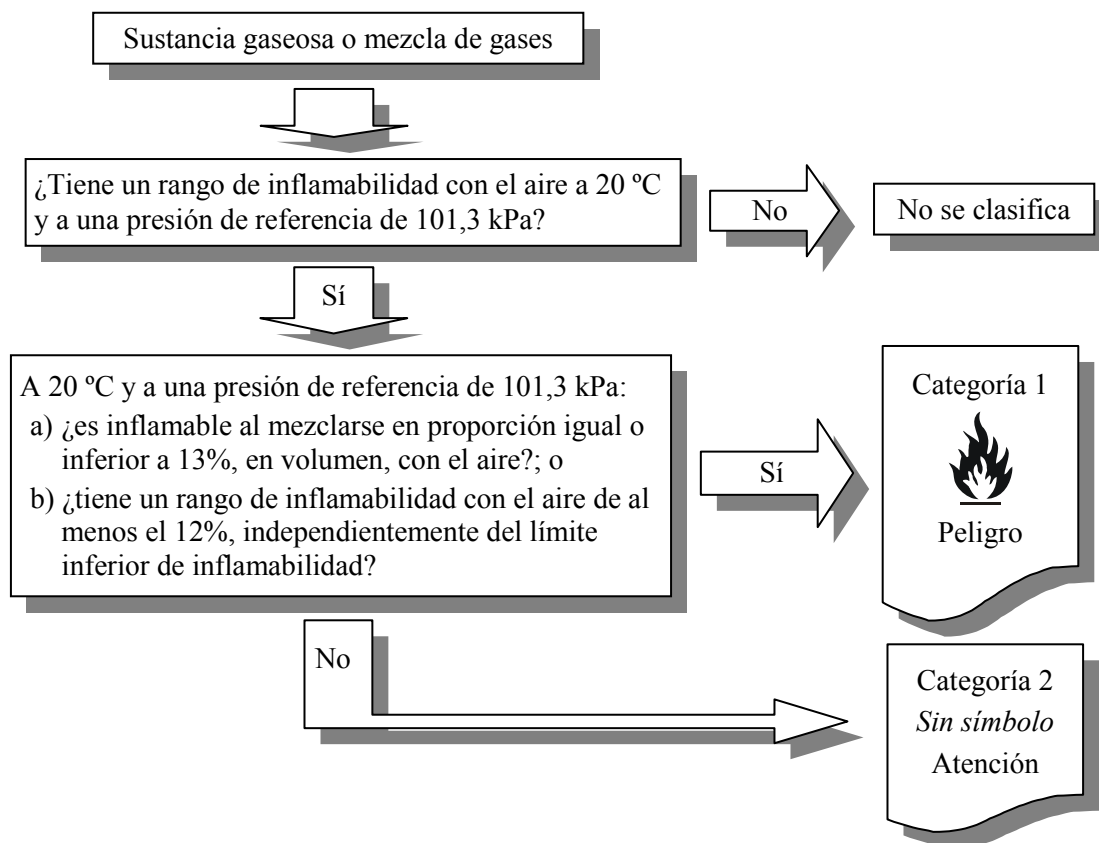 Sustancia gaseosa o mezcla de gases
¿Tiene un rango de inflamabilidad con el aire a 20 ºC
y a una presión de referencia de 101,3 kPa?
No
No se clasifica
Sí
A 20 ºC y a una presión de referencia de 101,3 kPa:
a) ¿es inflamable al mezclarse en proporción igual o
inferior a 13%, en volumen, con el aire?; o
b) ¿tiene un rango de inflamabilidad con el aire de al
menos el 12%, independientemente del límite
inferior de inflamabilidad?
Sí
Categoría 1
Peligro
No
Categoría 2
Sin símbolo
Atención